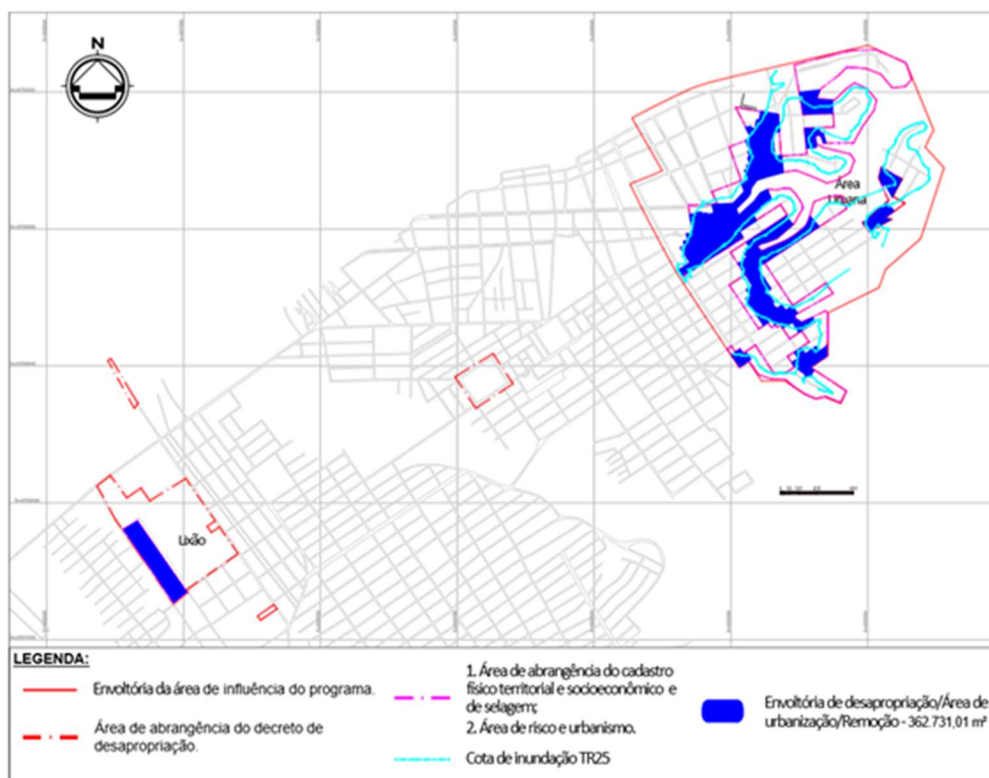 N
Área
Urbana
Lixão
LEGENDA:
Envoltória da área de influência do programa.
Área de abrangência do decreto de
desapropriação.
1. Área de abrangência do cadastro
físico territorial e socioeconômico e
de selagem;
2. Área de risco e urbanismo.
Cota de inundação TR25
Envoltória de desapropriação/Área de
urbanização/Remoção - 362.731,01 m²